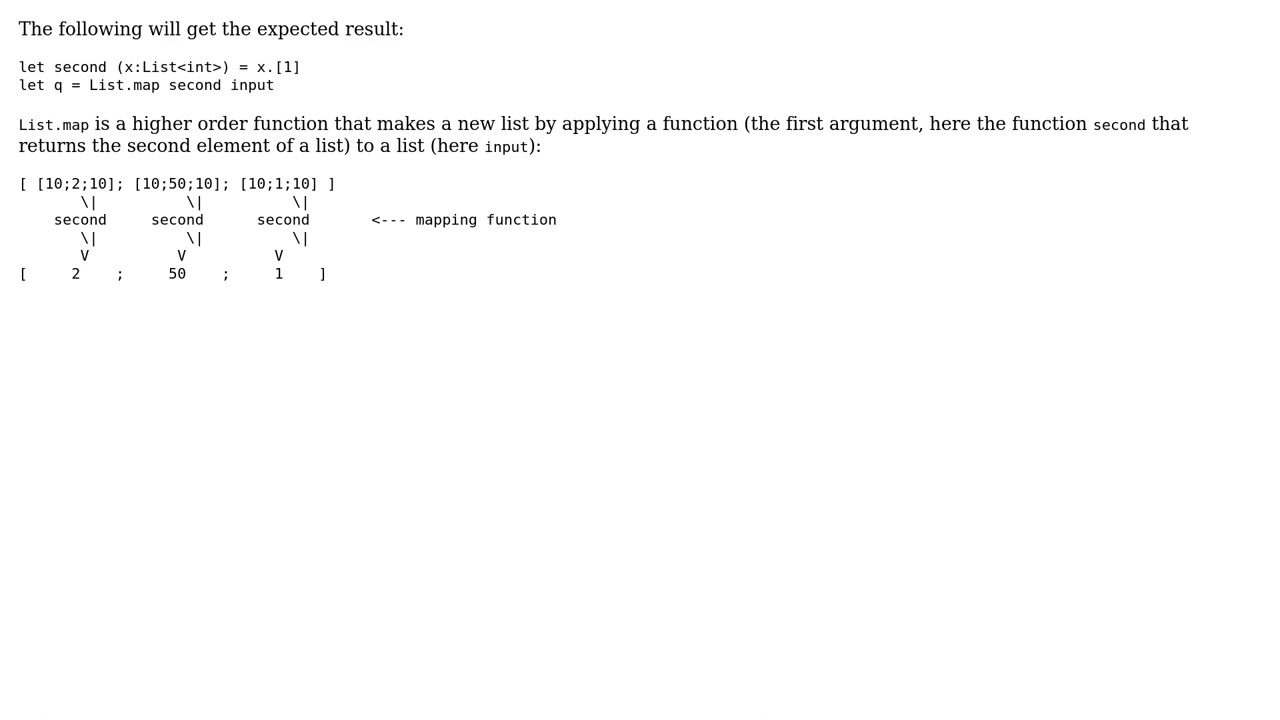 The following will get the expected result:
let second (x:List<int>) = x.[1]
let q = List.map second input
List.map is a higher order function that makes a new list by applying a function (the first argument, here the function second that
returns the second element of a list) to a list (here input):
[ [10;2;10]; [10;50;10]; [10;1;10] ]
       \|          \|          \|
    second     second      second       <--- mapping function
       \|          \|          \|
       V          V          V
[     2    ;     50    ;     1    ]